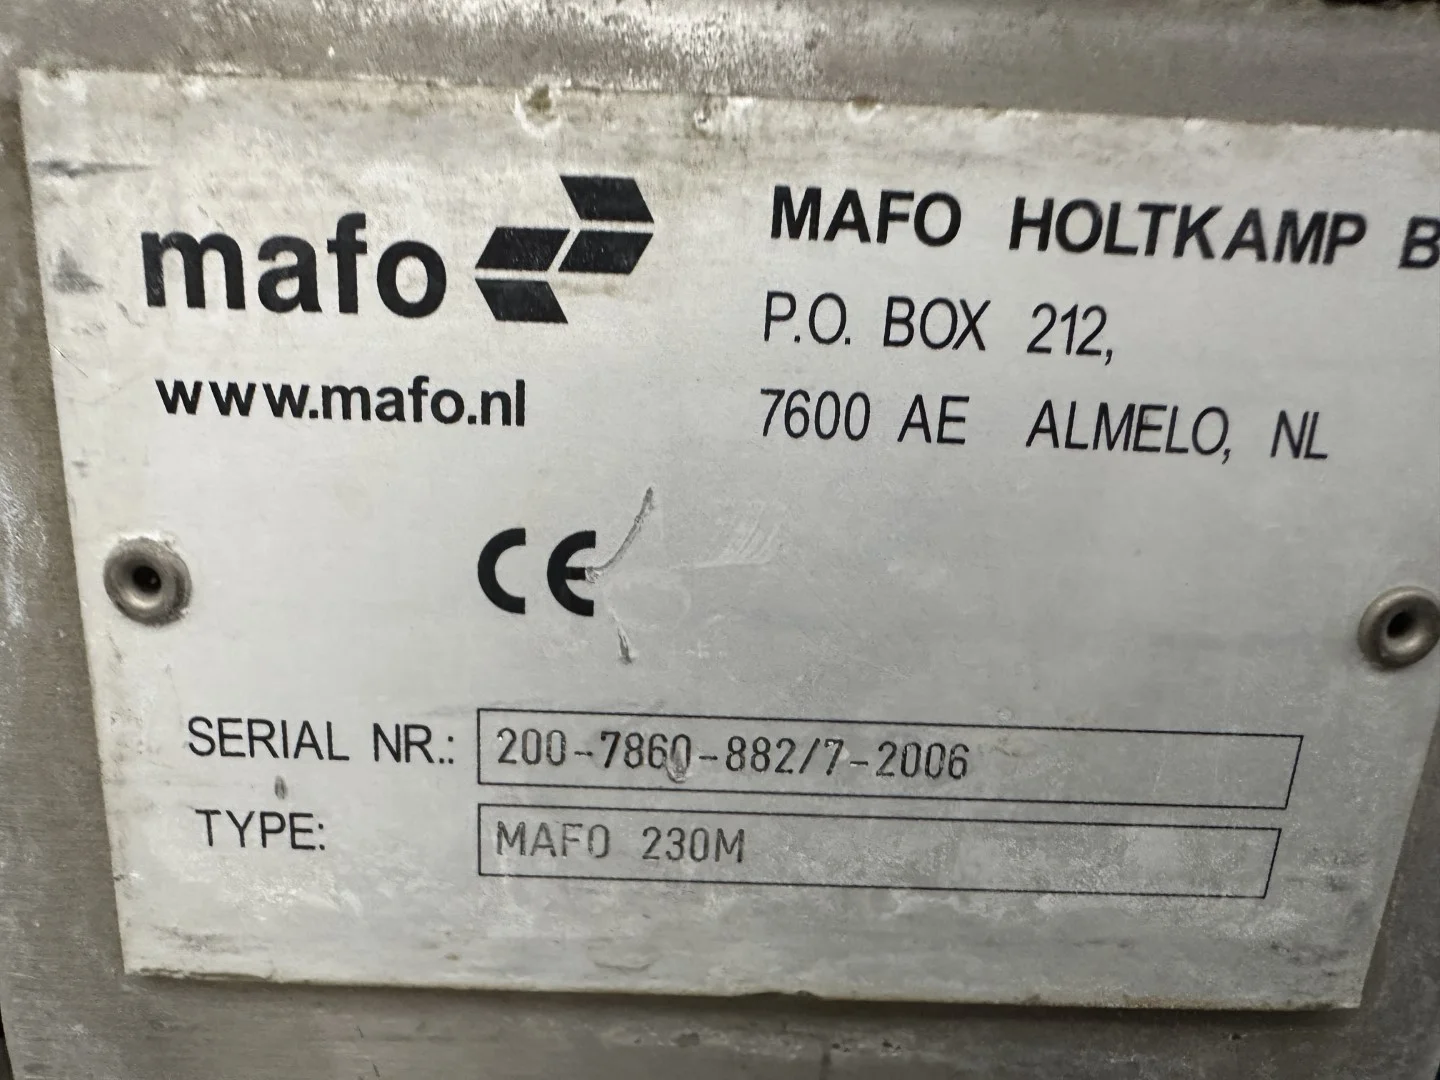 mafo
www.mafo.nl
MAFO HOLTKAMP B
P.O. BOX 212,
7600 AE ALMELO, NL
CE
SERIAL NR.: 200-7860-882/7-2006
TYPE: MAFO 230M